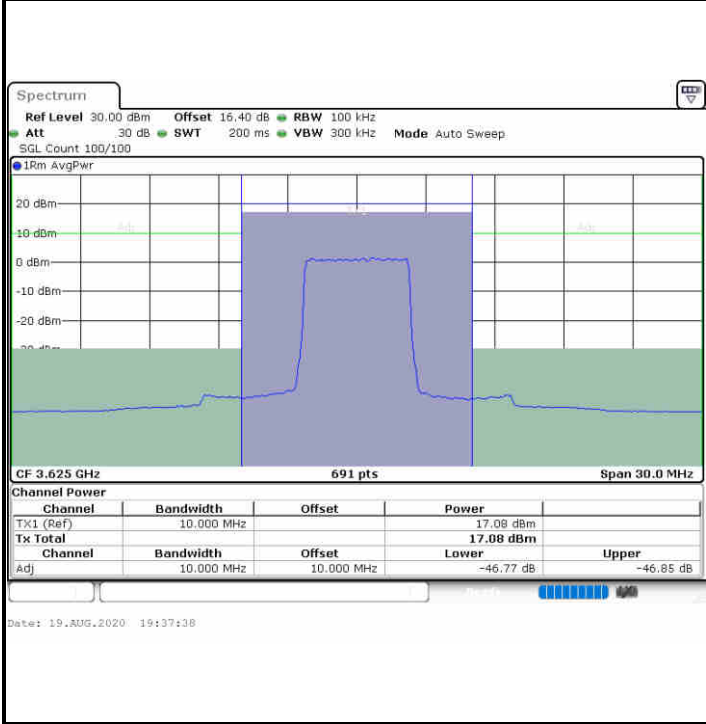 Spectrum
Ref Level 30.00 dBm Offset 16.40 dB RBW 100 kHz
Att 30 dB SWT 200 ms VBW 300 kHz Mode Auto Sweep
SGL Count 100/100
1Rm AvgPwr
20 dBm
Adj Adj
10 dBm
0 dBm
-10 dBm
-20 dBm
CF 3.625 GHz 691 pts Span 30.0 MHz
Channel Power
Channel Bandwidth Offset Power
TX1 (Ref) 10.000 MHz 17.08 dBm
Tx Total 17.08 dBm
Channel Bandwidth Offset Lower Upper
Adj 10.000 MHz 10.000 MHz -46.77 dB -46.85 dB
Date: 19.AUG.2020 19:37:38